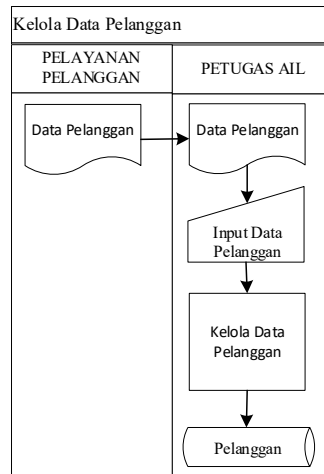 Kelola Data Pelanggan
PELAYANAN
PELANGGAN
PETUGAS AIL
Data Pelanggan
Data Pelanggan
Input Data
Pelanggan
Kelola Data
Pelanggan
Pelanggan